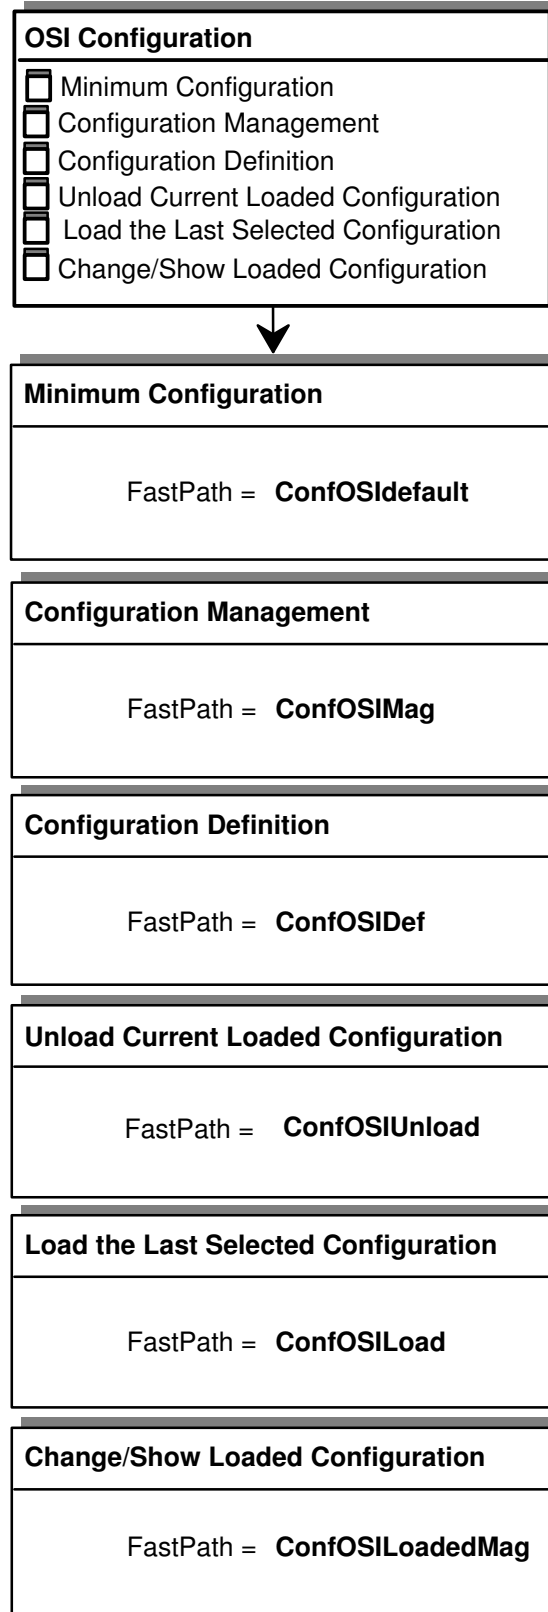 OSI Configuration
Minimum Configuration
Configuration Management
Configuration Definition
Unload Current Loaded Configuration
Load the Last Selected Configuration
Change/Show Loaded Configuration
Minimum Configuration
FastPath = ConfOSIdefault
Configuration Management
FastPath = ConfOSIMag
Configuration Definition
FastPath = ConfOSIDef
Unload Current Loaded Configuration
FastPath = ConfOSIUnload
Load the Last Selected Configuration
FastPath = ConfOSILoad
Change/Show Loaded Configuration
FastPath = ConfOSILoadedMag